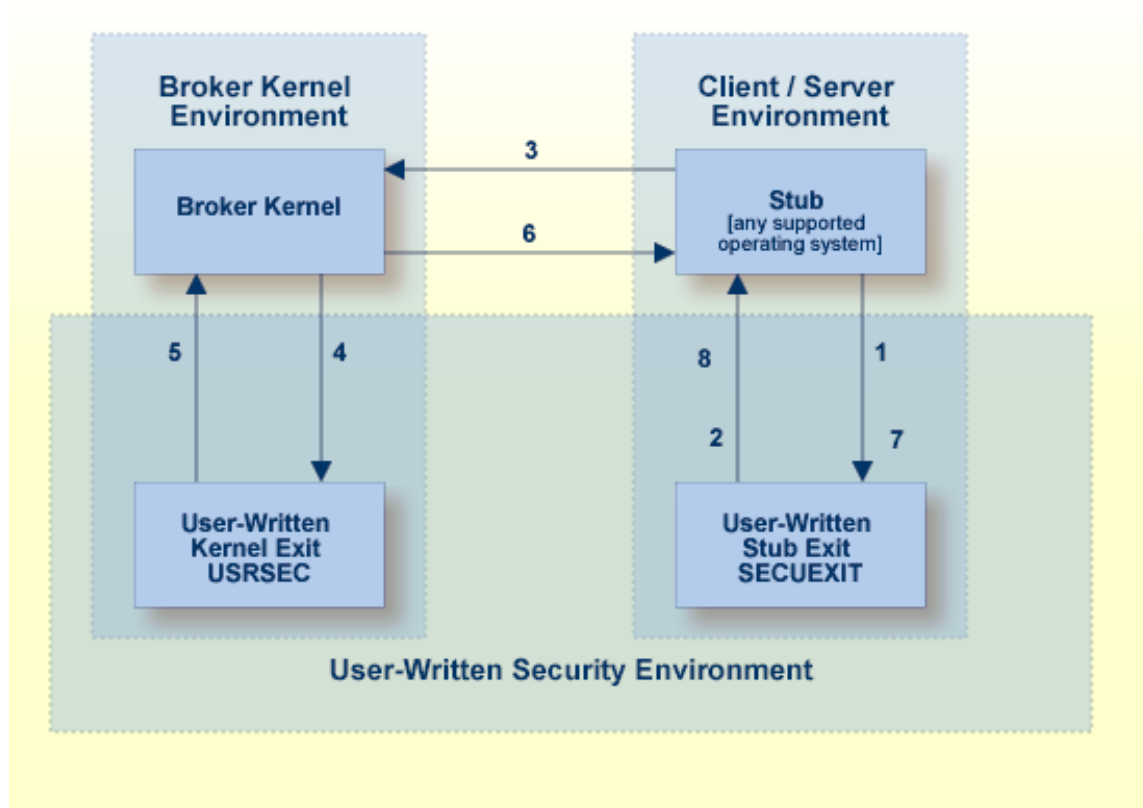 Broker Kernel
Environment
Client / Server
Environment
3
Broker Kernel
Stub
[any supported
operating system]
6
5
4
8
1
2
7
User-Written
Kernel Exit
USRSEC
User-Written
Stub Exit
SECUEXIT
User-Written Security Environment